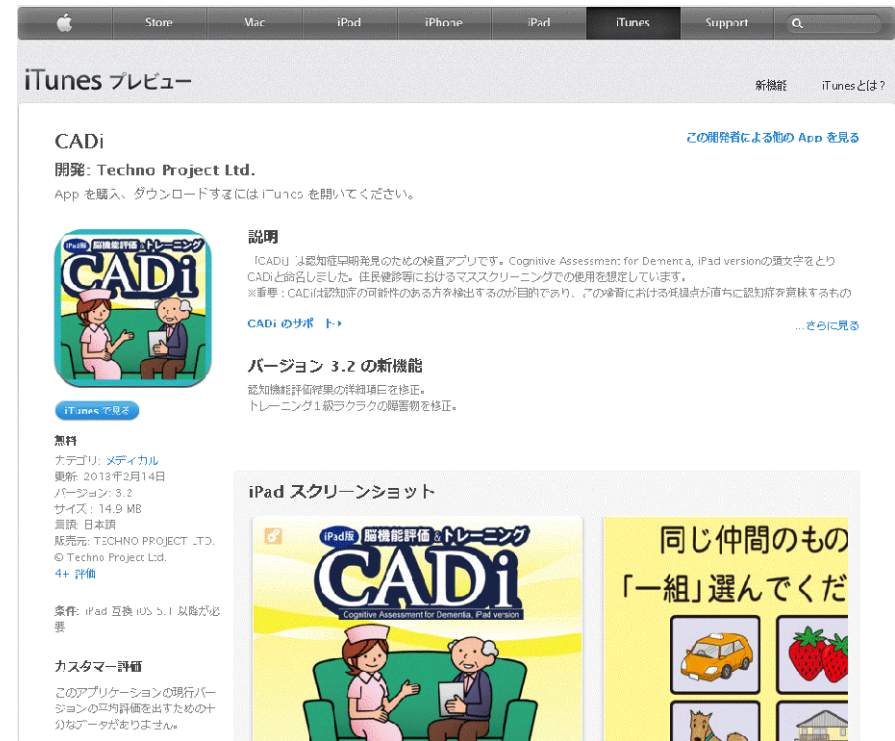 Store Mac iPod iPhone iPad iTunes Support
iTunes プレビュー
新機能 iTunesとは?
CADi
この開発者による他の App を見る
開発: Techno Project Ltd.
App を購入、ダウンロードするには iTunes を開いてください。
iPad版 脳機能評価&トレーニング
CADi
説明
「CADi」は認知症早期発見のための検査アプリです。Cognitive Assessment for Dementia, iPad versionの頭文字をとり
CADiと命名しました。住民健診等におけるマススクリーニングでの使用を想定しています。
※重要：CADiは認知症の可能性のある方を検出するのが目的であり、この検査における低得点が直ちに認知症を意味するもの
CADi のサポート
...さらに見る
バージョン 3.2 の新機能
認知機能評価結果の詳細項目を修正。
トレーニング１級ラクラクの障害物を修正。
iTunes で見る
無料
カテゴリ: メディカル
更新: 2013年2月14日
バージョン: 3.2
サイズ : 14.9 MB
言語: 日本語
販売元: TECHNO PROJECT LTD.
© Techno Project Ltd.
4+ 評価
条件: iPad 互換 iOS 5.1 以降が必
要
カスタマー評価
このアプリケーションの現行バー
ジョンの平均評価を出すための十
分なデータがありません。
iPad スクリーンショット
iPad版 脳機能評価&トレーニング
CADi
Cognitive Assessment for Dementia, iPad version
同じ仲間のもの
「一組」選んでくだ